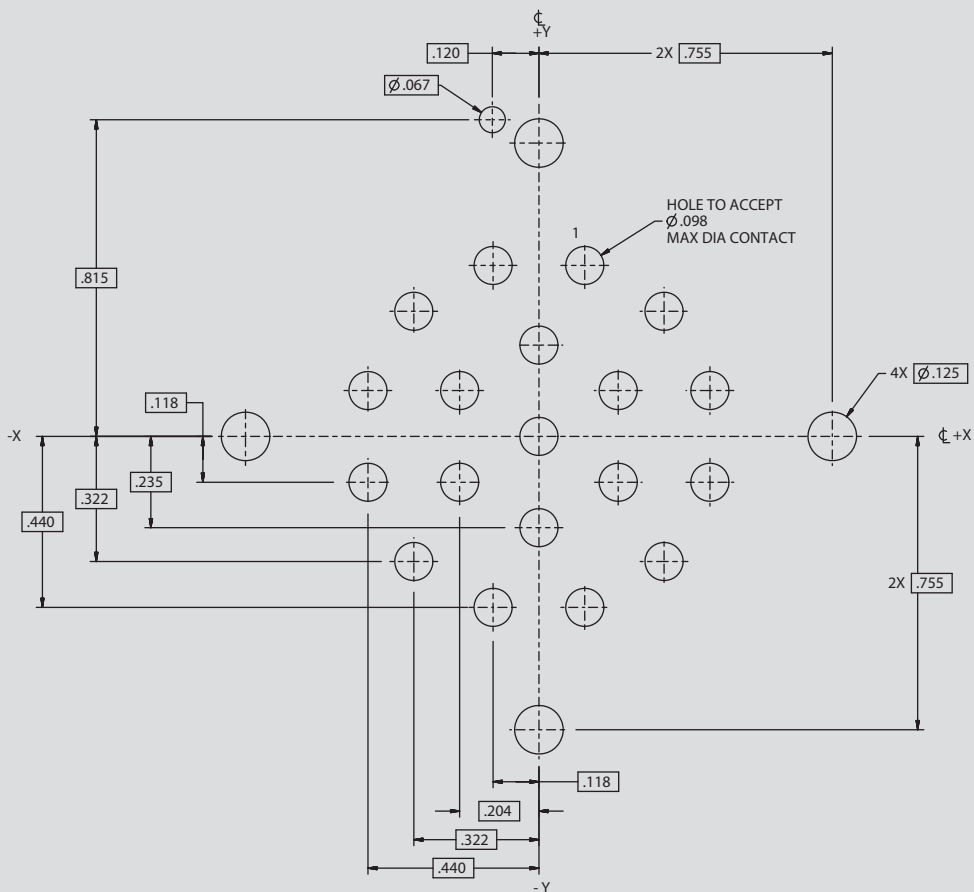 ℄
+Y
.120
2X .755
Ø.067
HOLE TO ACCEPT
Ø.098
MAX DIA CONTACT
1
.815
4X Ø.125
.118
-X
℄ +X
.235
.322
.440
2X .755
.118
.204
.322
.440
- Y